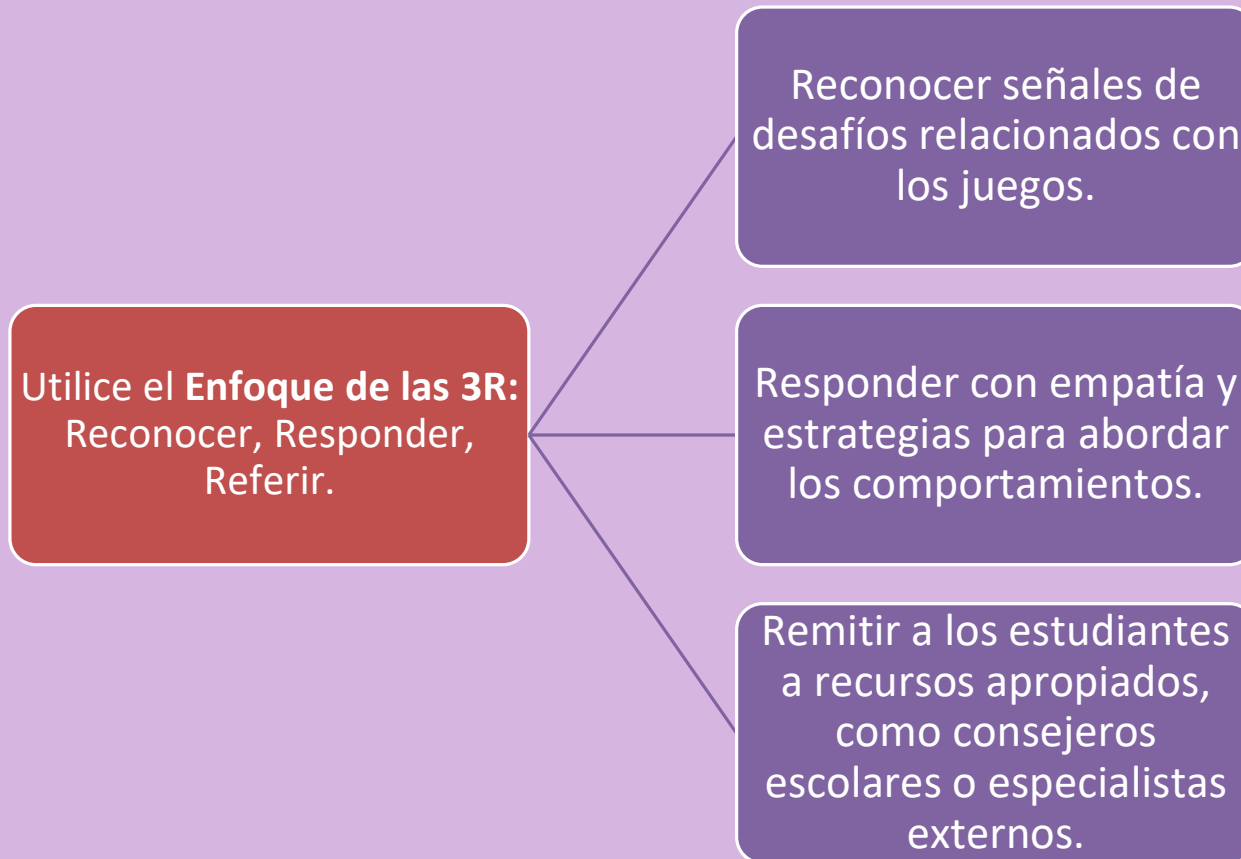 Utilice el Enfoque de las 3R:
Reconocer, Responder,
Referir.
Reconocer señales de
desafíos relacionados con
los juegos.
Responder con empatía y
estrategias para abordar
los comportamientos.
Remitir a los estudiantes
a recursos apropiados,
como consejeros
escolares o especialistas
externos.